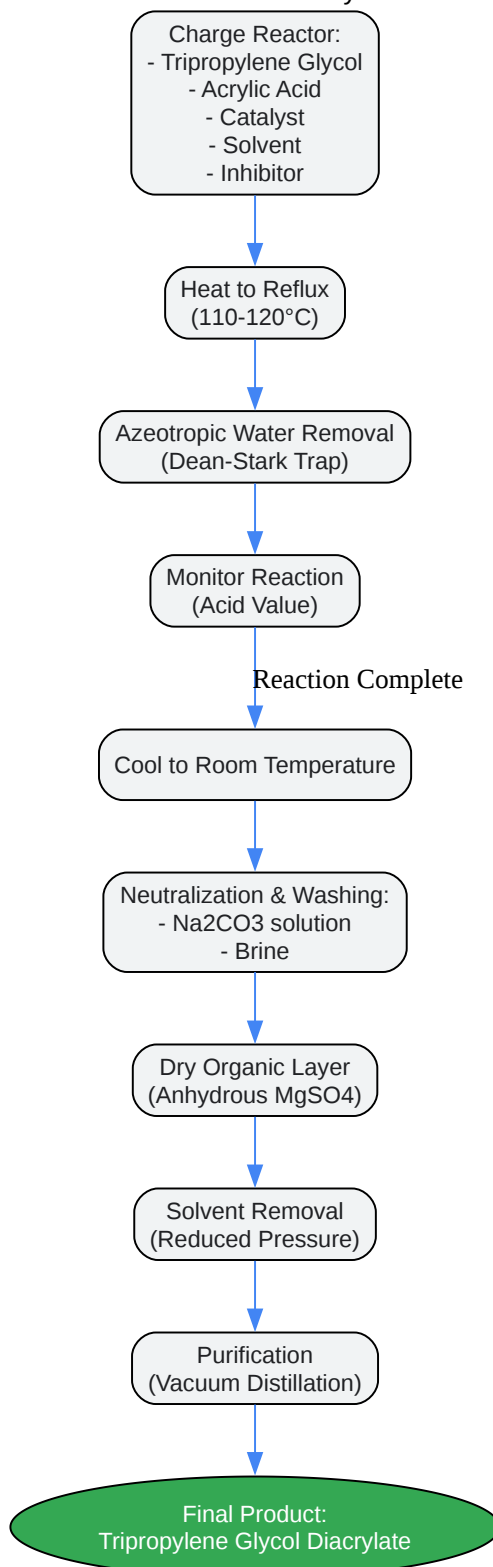 Charge Reactor:
- Tripropylene Glycol
- Acrylic Acid
- Catalyst
- Solvent
- Inhibitor
Heat to Reflux
(110-120°C)
Azeotropic Water Removal
(Dean-Stark Trap)
Monitor Reaction
(Acid Value)
Reaction Complete
Cool to Room Temperature
Neutralization & Washing:
- Na2CO3 solution
- Brine
Dry Organic Layer
(Anhydrous MgSO4)
Solvent Removal
(Reduced Pressure)
Purification
(Vacuum Distillation)
Final Product:
Tripropylene Glycol Diacrylate